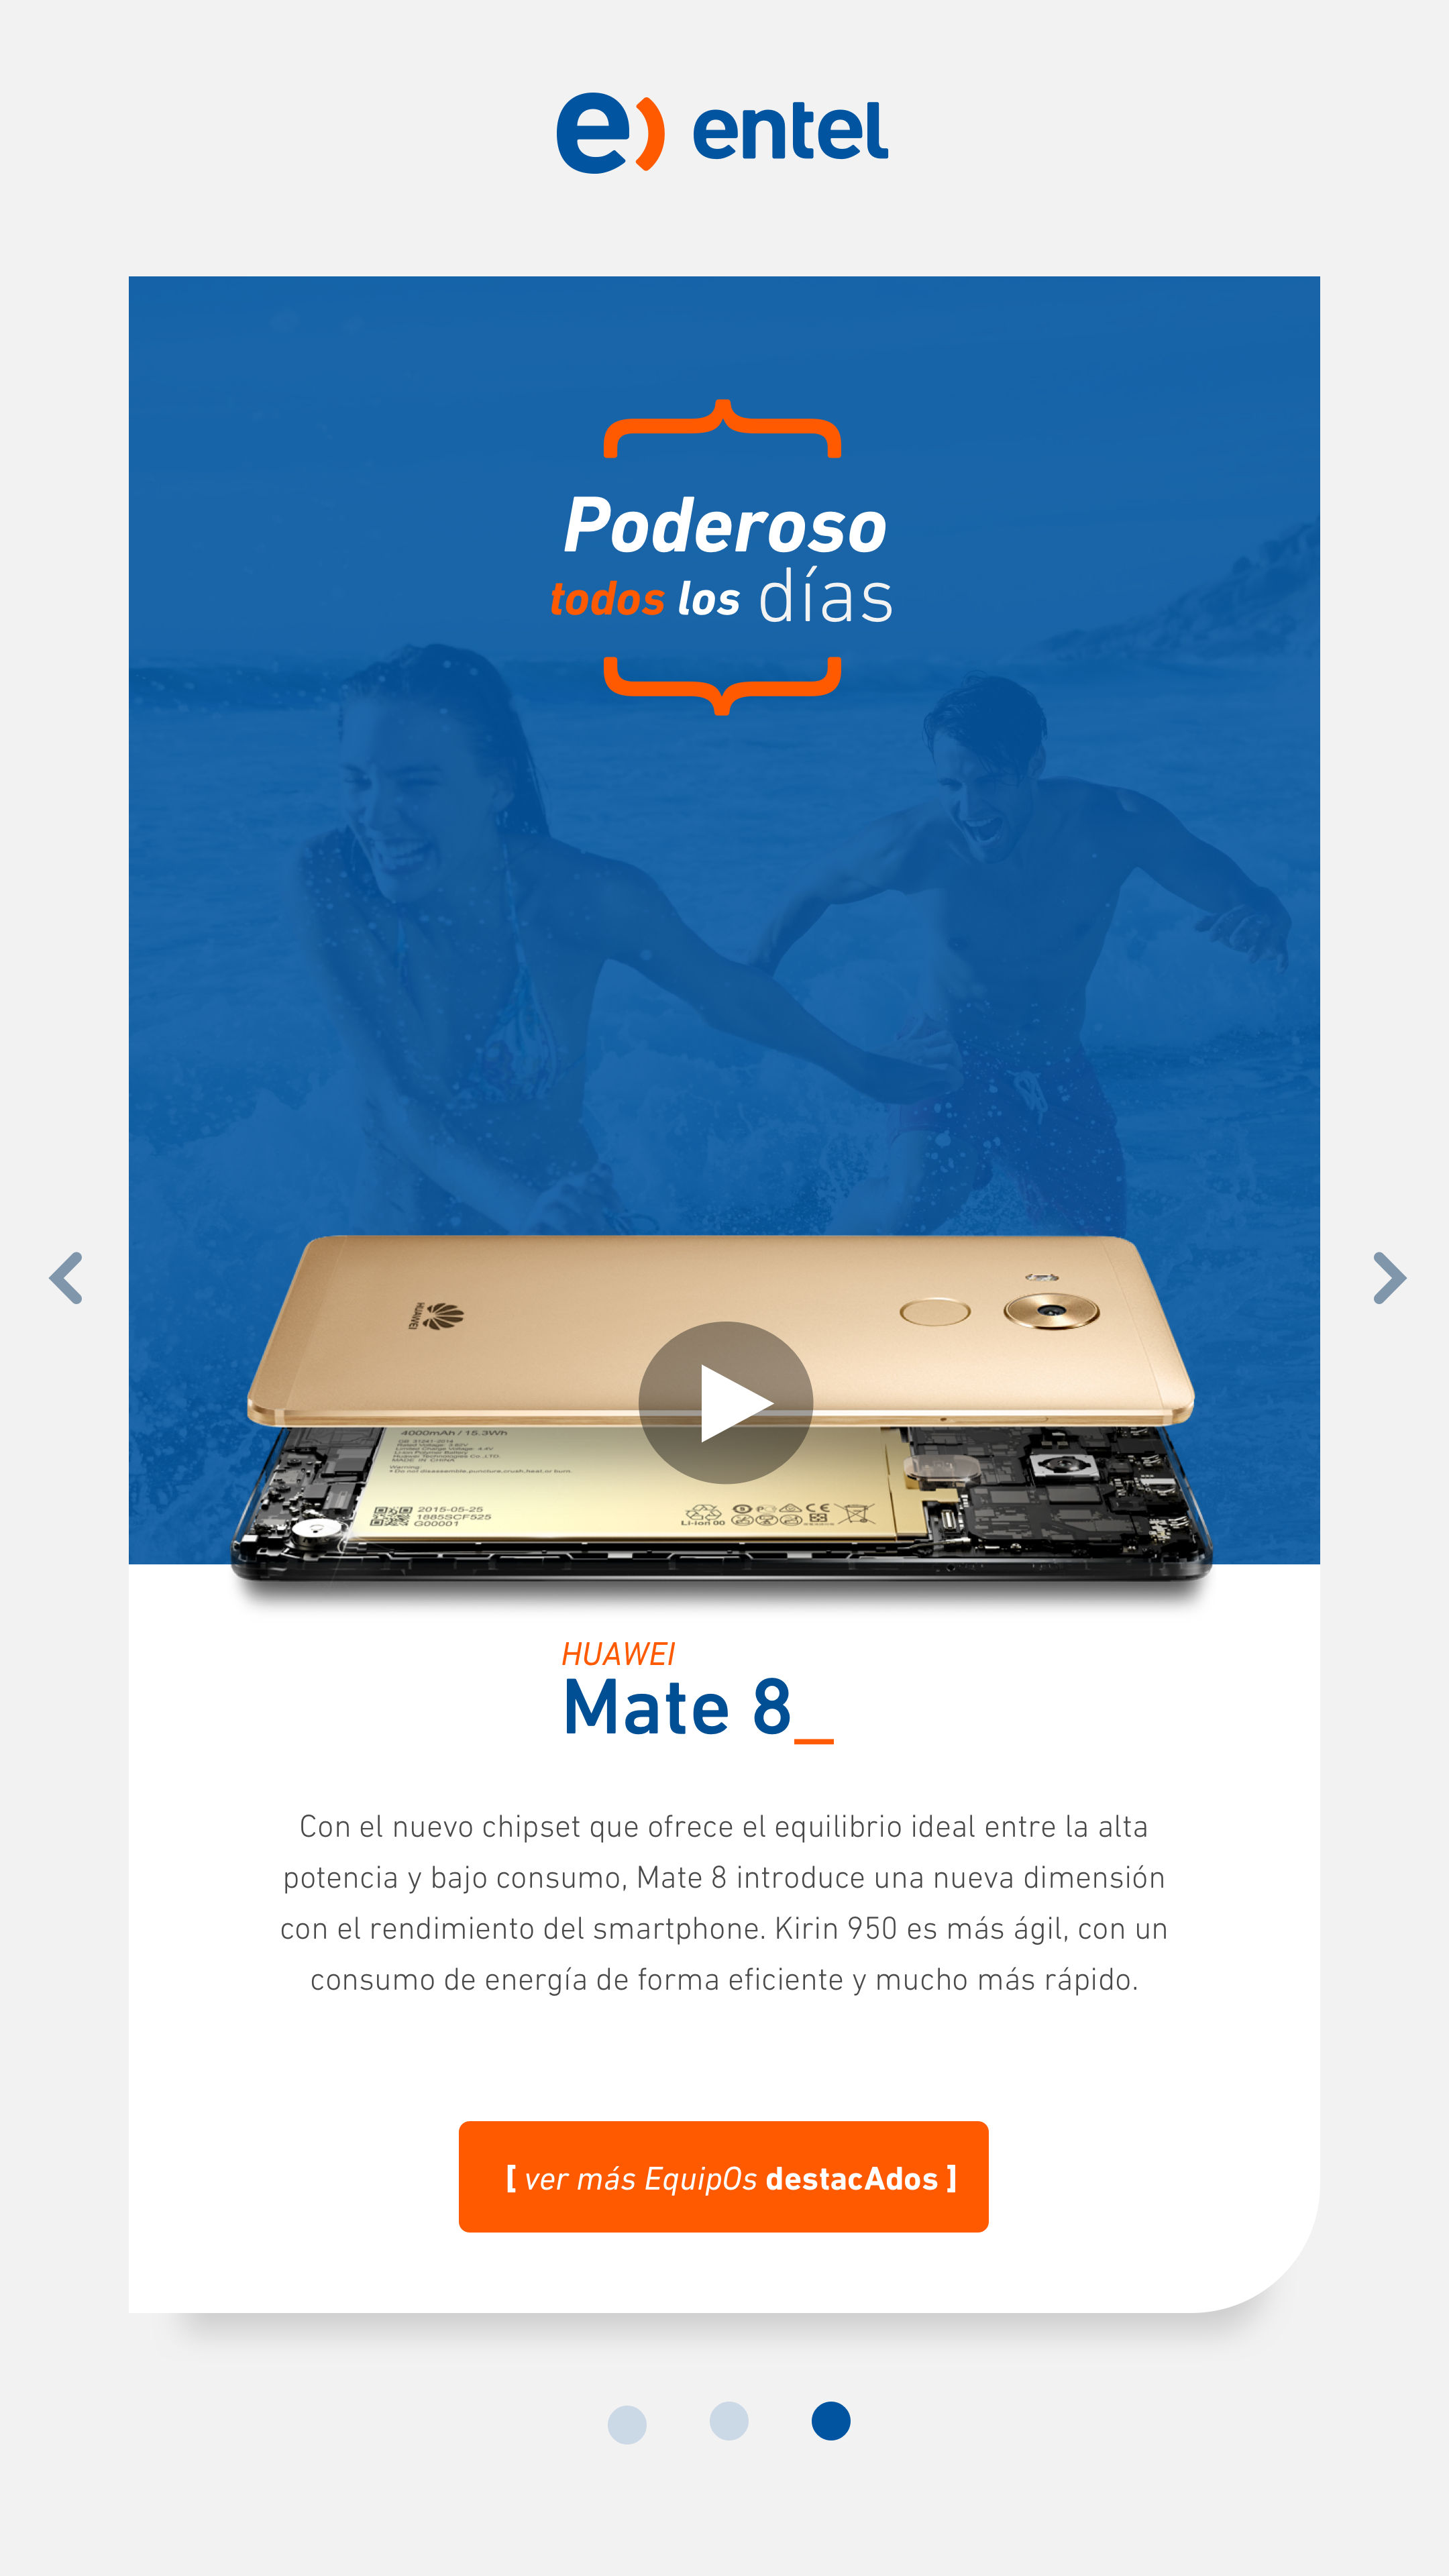 e) entel
Poderoso
todos los días
HUAWEI
4000mAh / 15.3Wh
MADE IN CHINA
2015-05-25
1885SCF525
G00001
Li-ion 00
HUAWEI
Mate 8_
Con el nuevo chipset que ofrece el equilibrio ideal entre la alta
potencia y bajo consumo, Mate 8 introduce una nueva dimensión
con el rendimiento del smartphone. Kirin 950 es más ágil, con un
consumo de energía de forma eficiente y mucho más rápido.
[ ver más EquipOs destacAdos ]